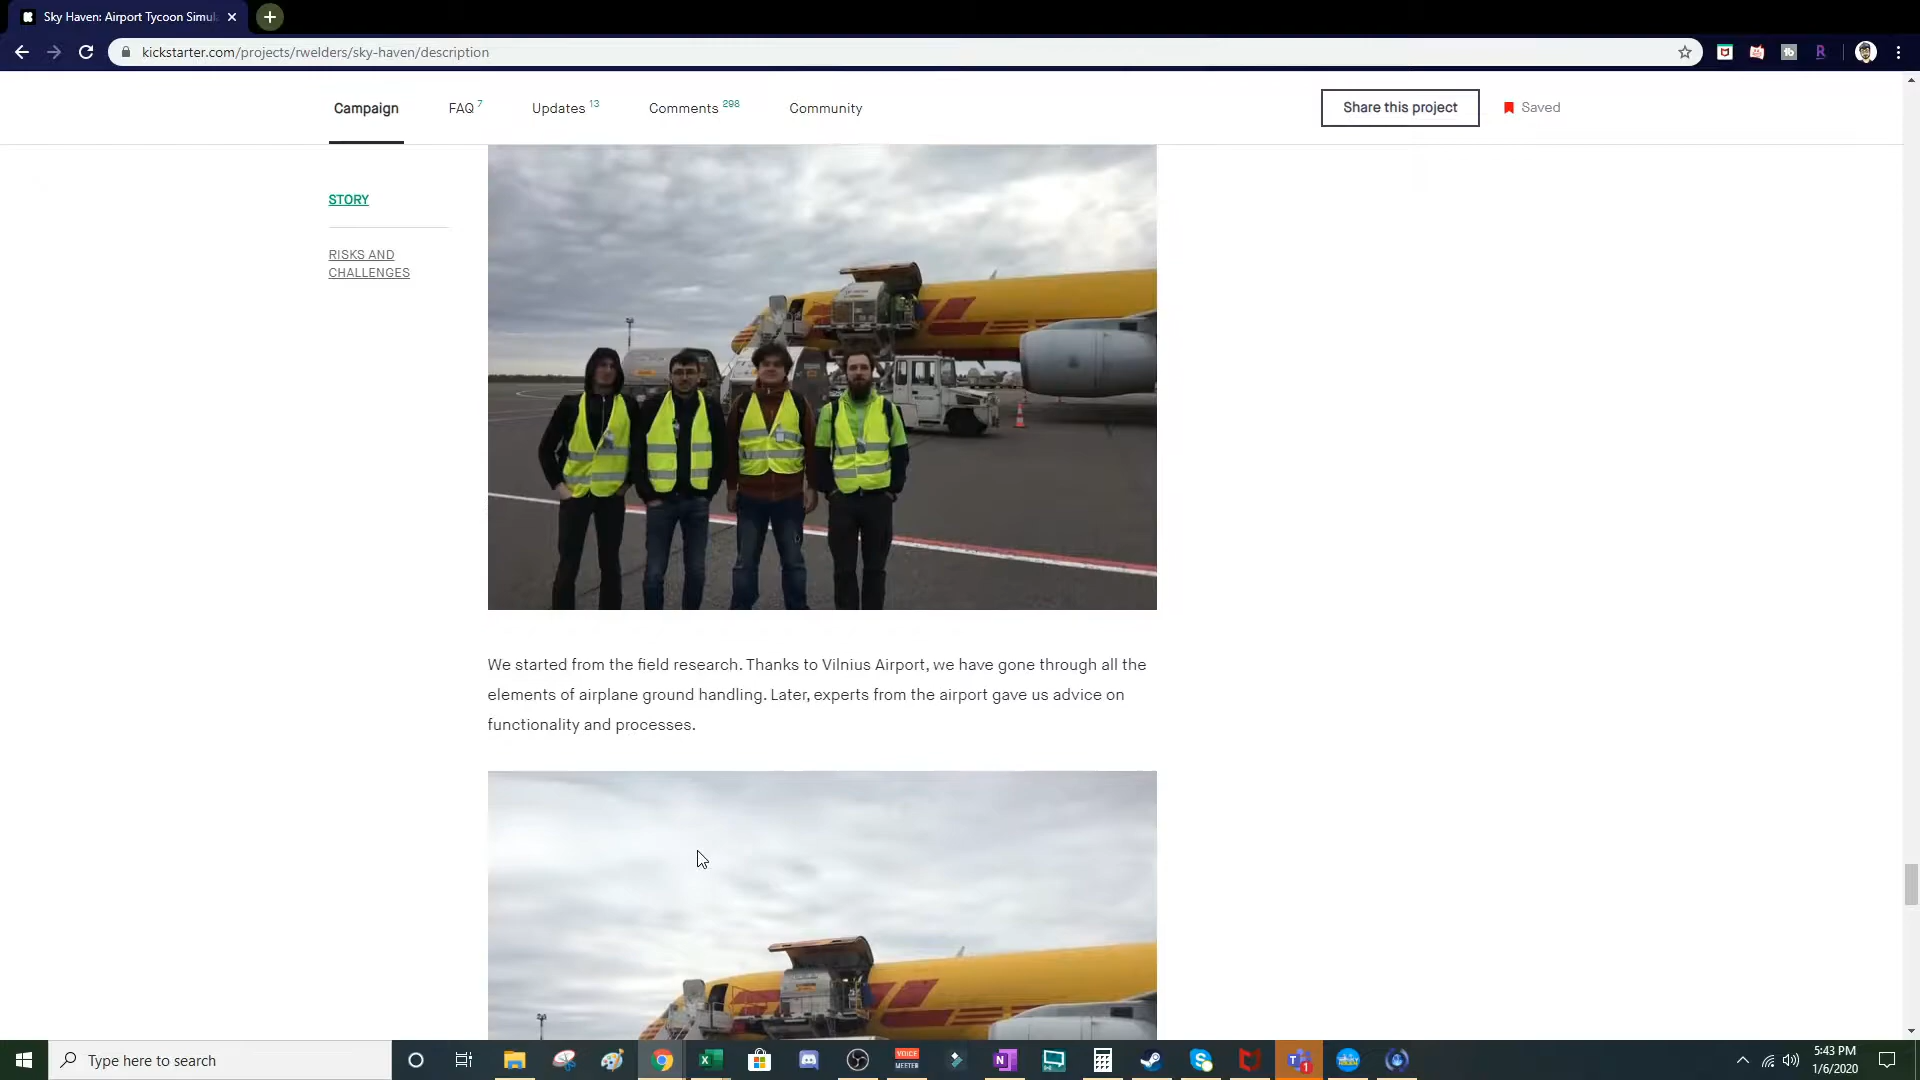 Sky Haven: Airport Tycoon Simul
kickstarter.com/projects/rwelders/sky-haven/description
Campaign
FAQ 7
Updates 13
Comments 298
Community
Share this project
Saved
STORY
RISKS AND
CHALLENGES
We started from the field research. Thanks to Vilnius Airport, we have gone through all the
elements of airplane ground handling. Later, experts from the airport gave us advice on
functionality and processes.
Type here to search
VOICE
MEETER
5:43 PM
1/6/2020